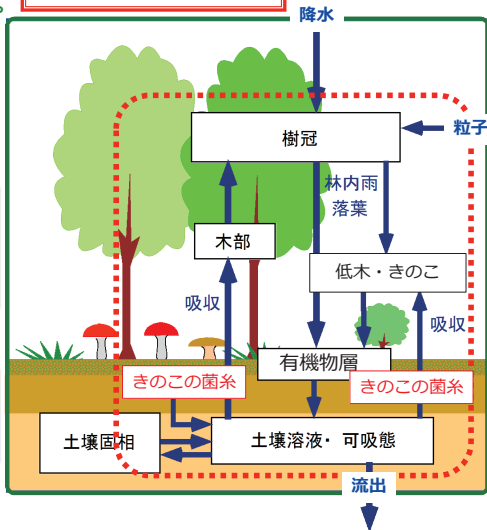 降水
粒子
樹冠
林内雨
落葉
木部
低木・きのこ
吸収
吸収
有機物層
きのこの菌糸
きのこの菌糸
土壌固相
土壌溶液・可吸態
流出